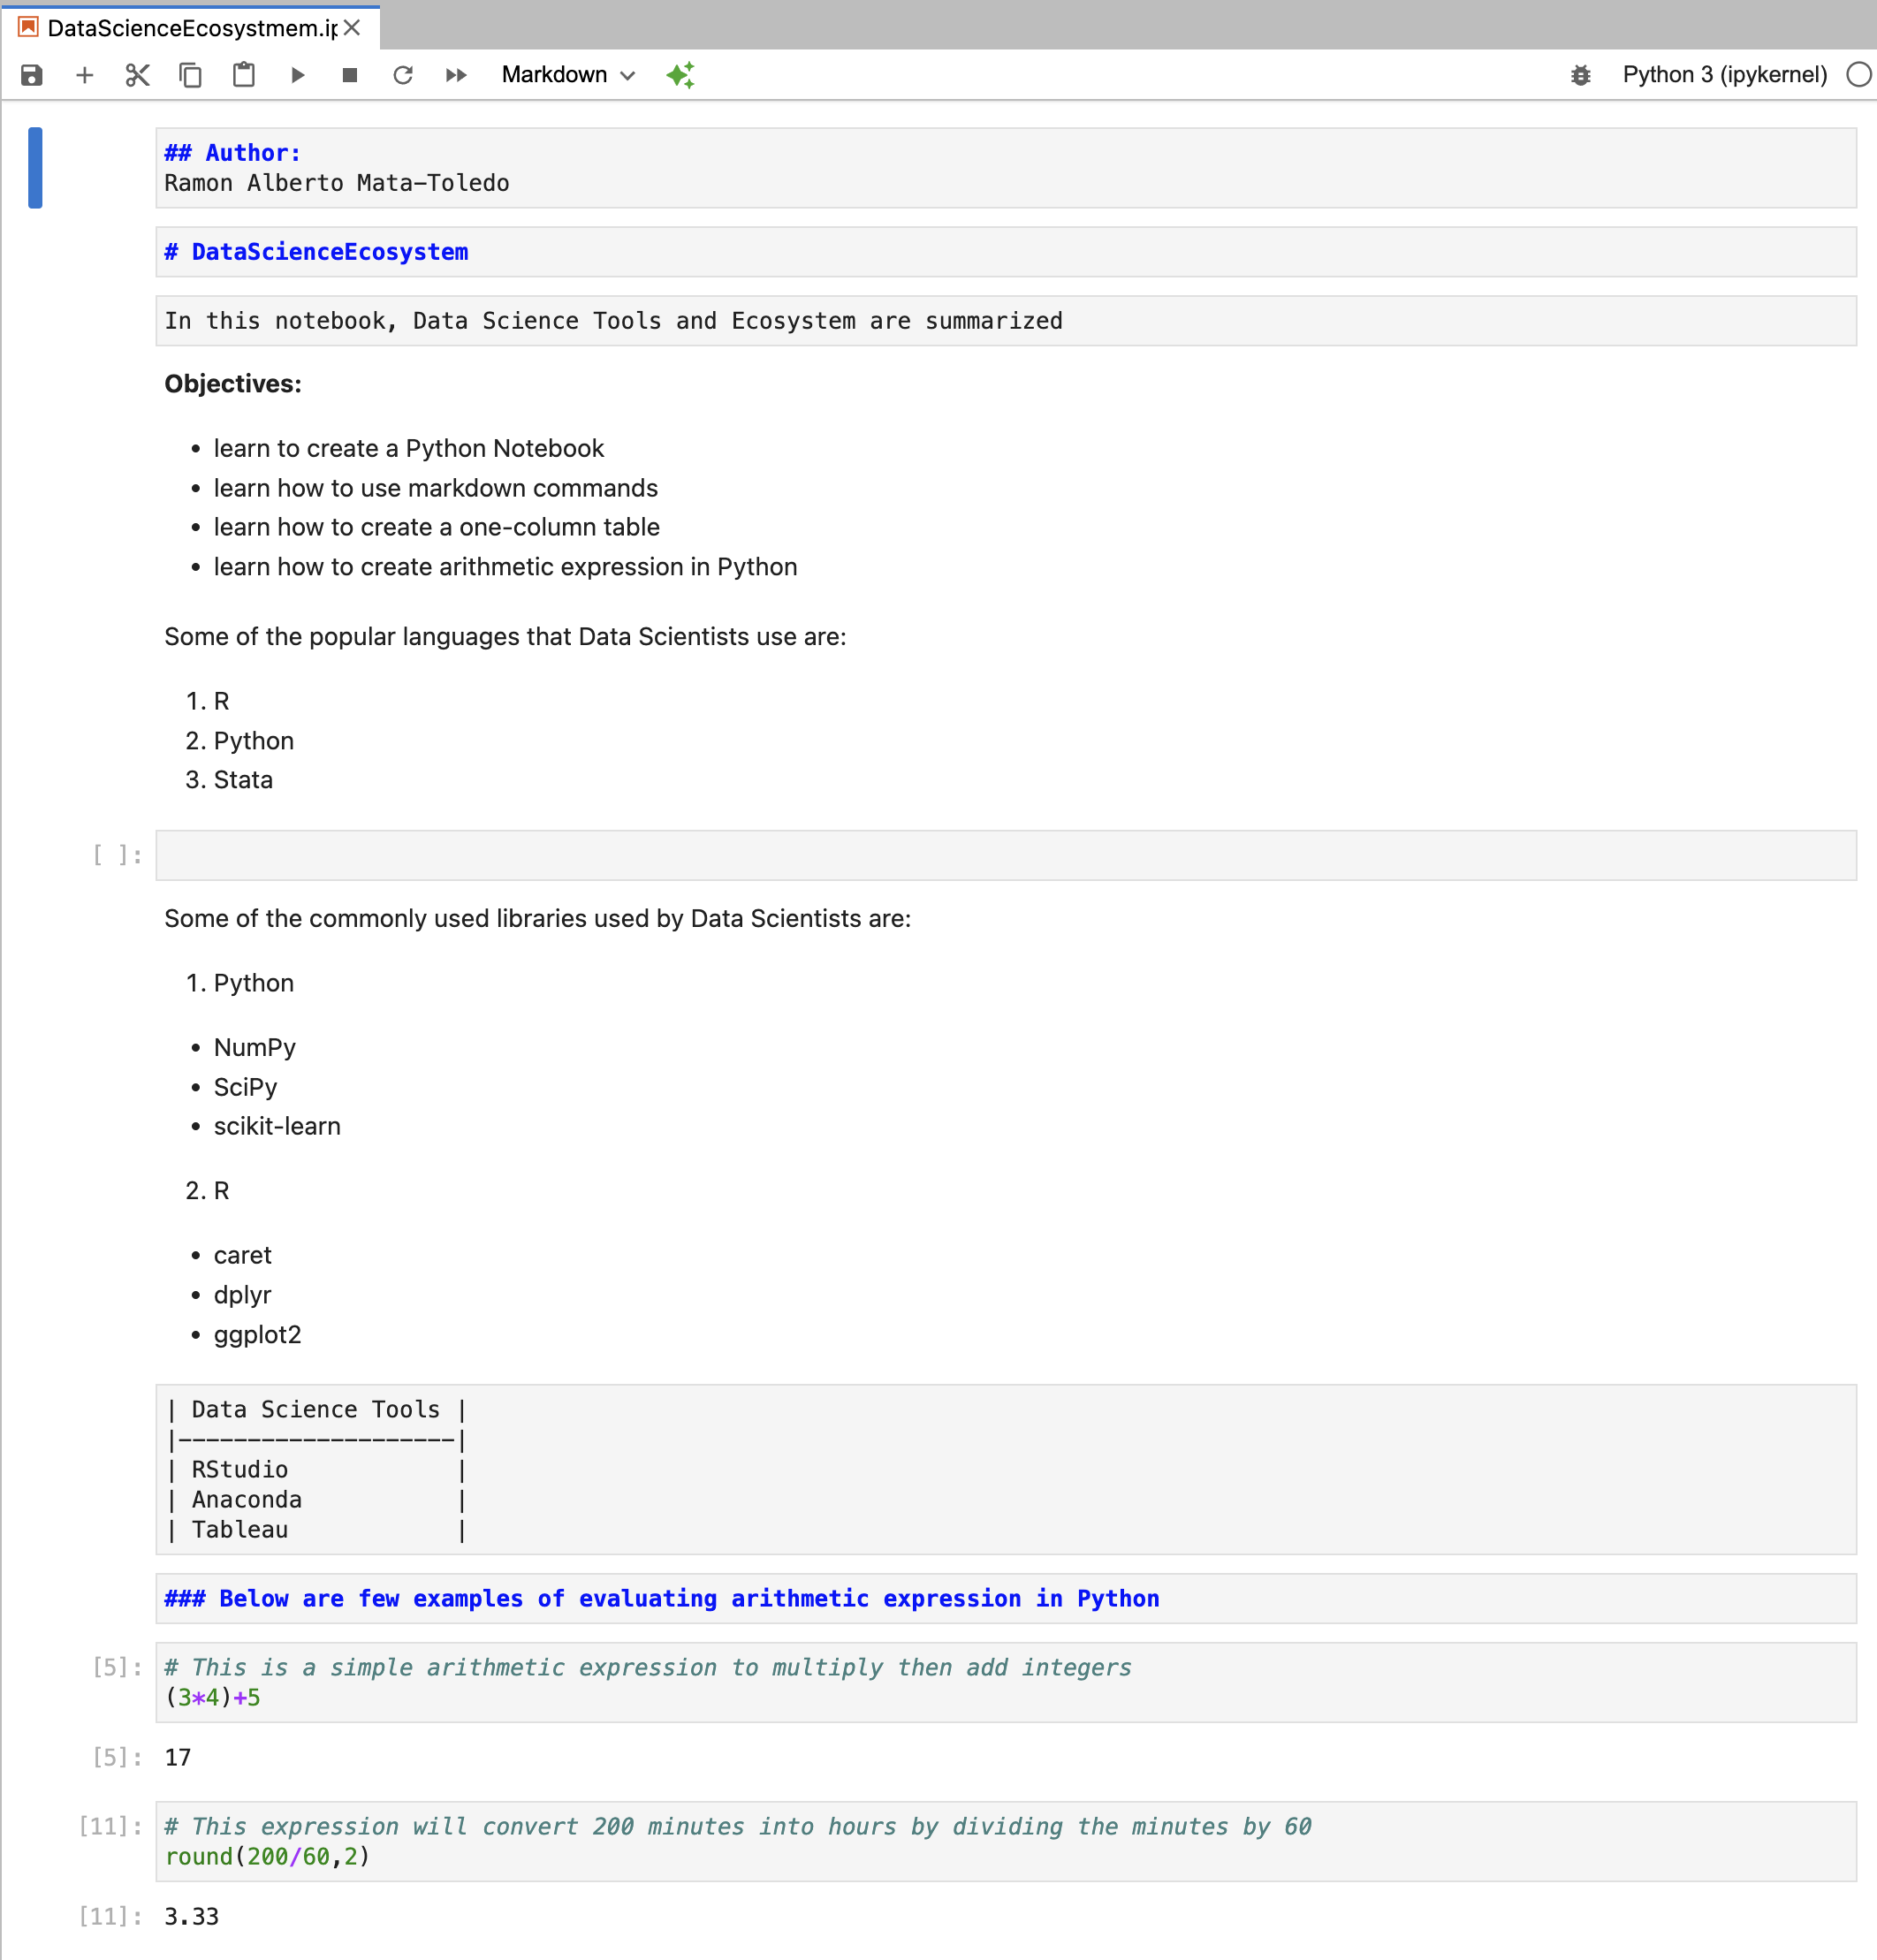 DataScienceEcosystmem.ip
Markdown
Python 3 (ipykernel)
## Author:
Ramon Alberto Mata-Toledo
# DataScienceEcosystem
In this notebook, Data Science Tools and Ecosystem are summarized
Objectives:
• learn to create a Python Notebook
• learn how to use markdown commands
• learn how to create a one-column table
• learn how to create arithmetic expression in Python
Some of the popular languages that Data Scientists use are:
1. R
2. Python
3. Stata
[ ]:
Some of the commonly used libraries used by Data Scientists are:
1. Python
• NumPy
• SciPy
• scikit-learn
2. R
• caret
• dplyr
• ggplot2
| Data Science Tools |
|--------------------|
| RStudio            |
| Anaconda           |
| Tableau            |
### Below are few examples of evaluating arithmetic expression in Python
[5]: # This is a simple arithmetic expression to multiply then add integers
(3*4)+5
[5]: 17
[11]: # This expression will convert 200 minutes into hours by dividing the minutes by 60
round(200/60,2)
[11]: 3.33